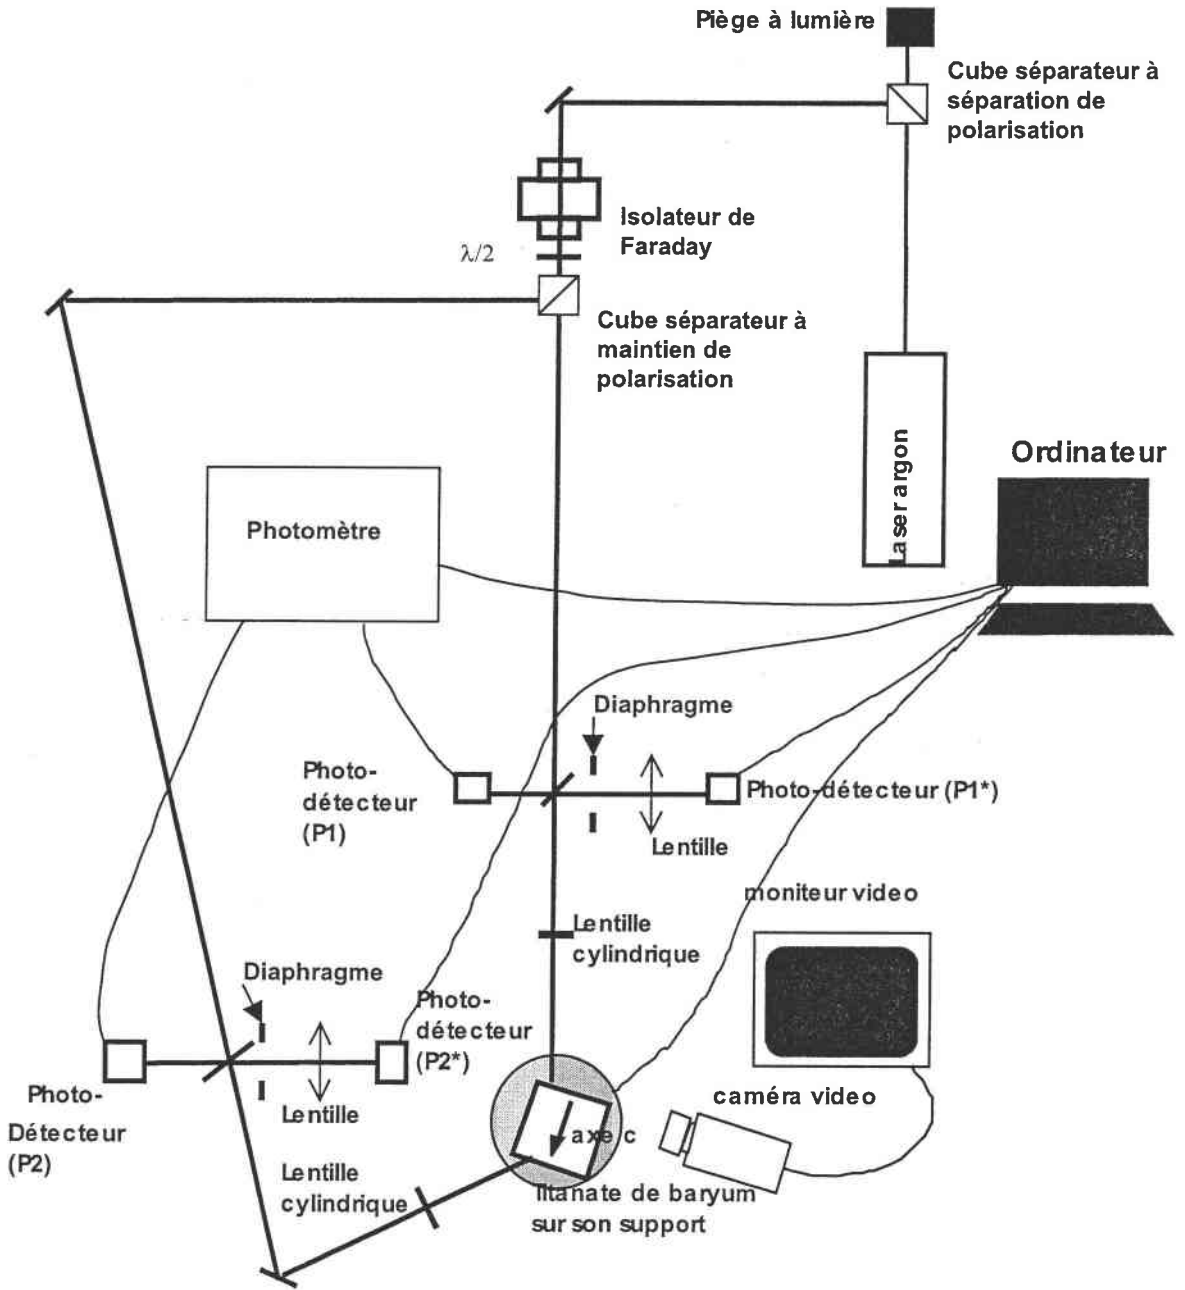 Piège à lumière
Cube séparateur à
séparation de
polarisation
Isolateur de
Faraday
λ/2
Cube séparateur à
maintien de
polarisation
Laser argon
Ordinateur
Photomètre
Diaphragme
Photo-
détecteur
(P1)
Photo-détecteur (P1*)
Lentille
moniteur video
Lentille
cylindrique
Diaphragme
Photo-
détecteur
(P2*)
caméra video
Photo-
Détecteur
(P2)
Lentille
axe c
Lentille
cylindrique
Titanate de baryum
sur son support